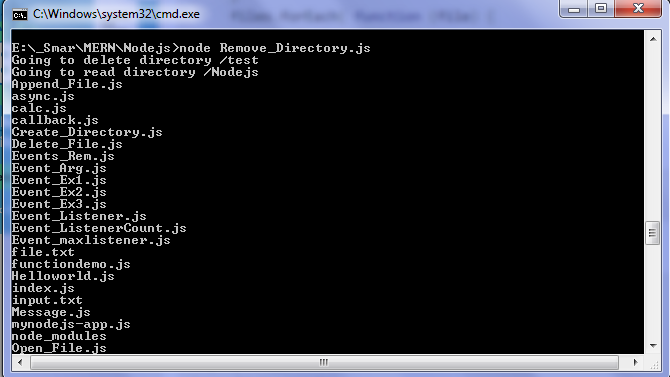 C:\Windows\system32\cmd.exe
E:\_Smar\MERN\Nodejs>node Remove_Directory.js
Going to delete directory /test
Going to read directory /Nodejs
Append_File.js
async.js
calc.js
callback.js
Create_Directory.js
Delete_File.js
Events_Rem.js
Event_Arg.js
Event_Ex1.js
Event_Ex2.js
Event_Ex3.js
Event_Listener.js
Event_ListenerCount.js
Event_maxlistener.js
file.txt
functiondemo.js
Helloworld.js
index.js
input.txt
Message.js
mynodejs-app.js
node_modules
Open_File.js